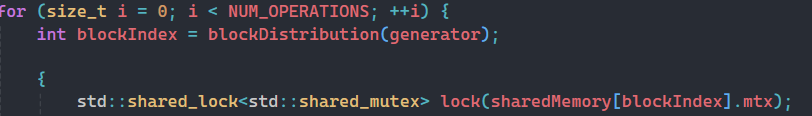 for (size_t i = 0; i < NUM_OPERATIONS; ++i) {
int blockIndex = blockDistribution(generator);
{
std::shared_lock<std::shared_mutex> lock(sharedMemory[blockIndex].mtx);